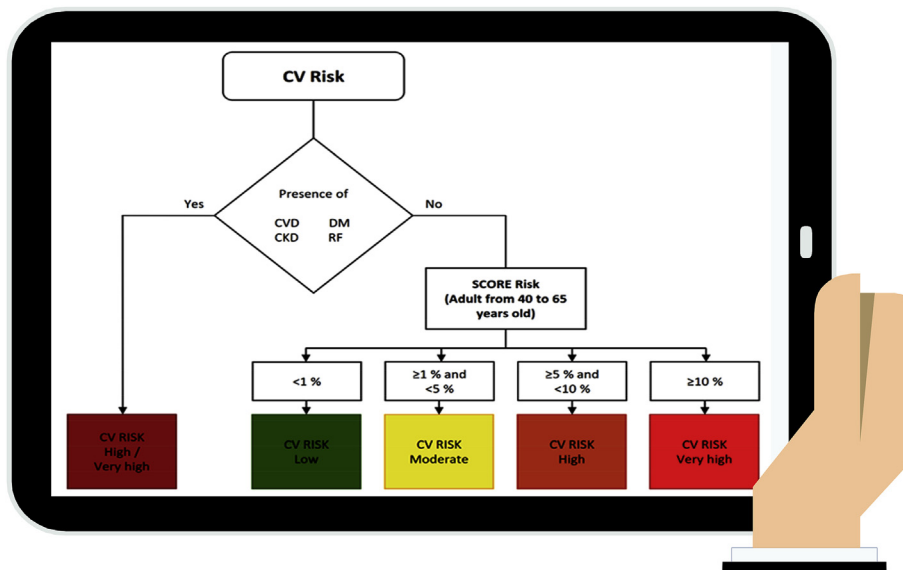 CV Risk
Presence of
CVD DM
CKD RF
Yes
No
SCORE Risk
(Adult from 40 to 65
years old)
<1 %
≥1 % and
<5 %
≥5 % and
<10 %
≥10 %
CV RISK
High /
Very high
CV RISK
Low
CV RISK
Moderate
CV RISK
High
CV RISK
Very high